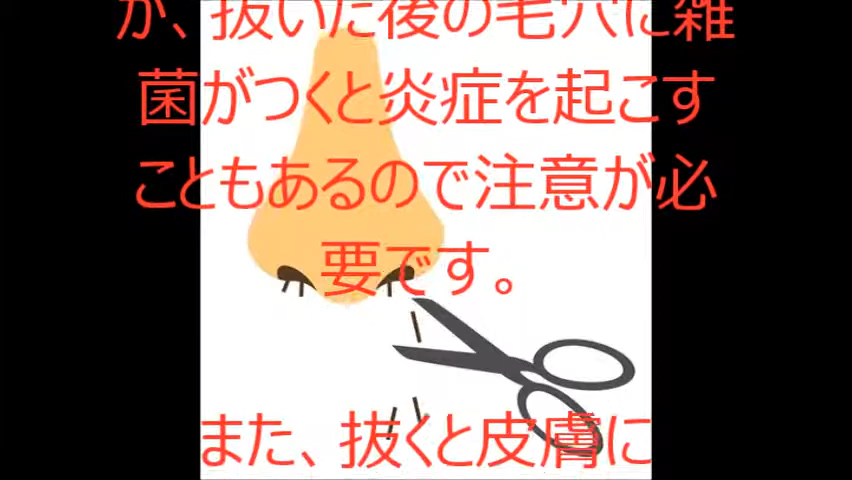 が、抜いた後の毛穴に雑
菌がつくと炎症を起こす
こともあるので注意が必
要です。
また、抜くと皮膚に